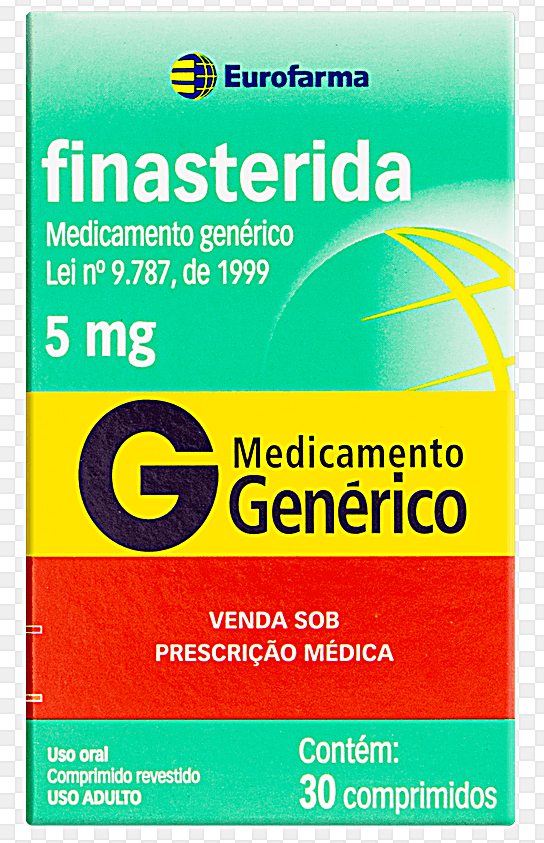 Eurofarma
finasterida
Medicamento genérico
Lei nº 9.787, de 1999
5 mg
G Medicamento
Genérico
VENDA SOB
PRESCRIÇÃO MÉDICA
Uso oral
Comprimido revestido
USO ADULTO
Contém:
30 comprimidos